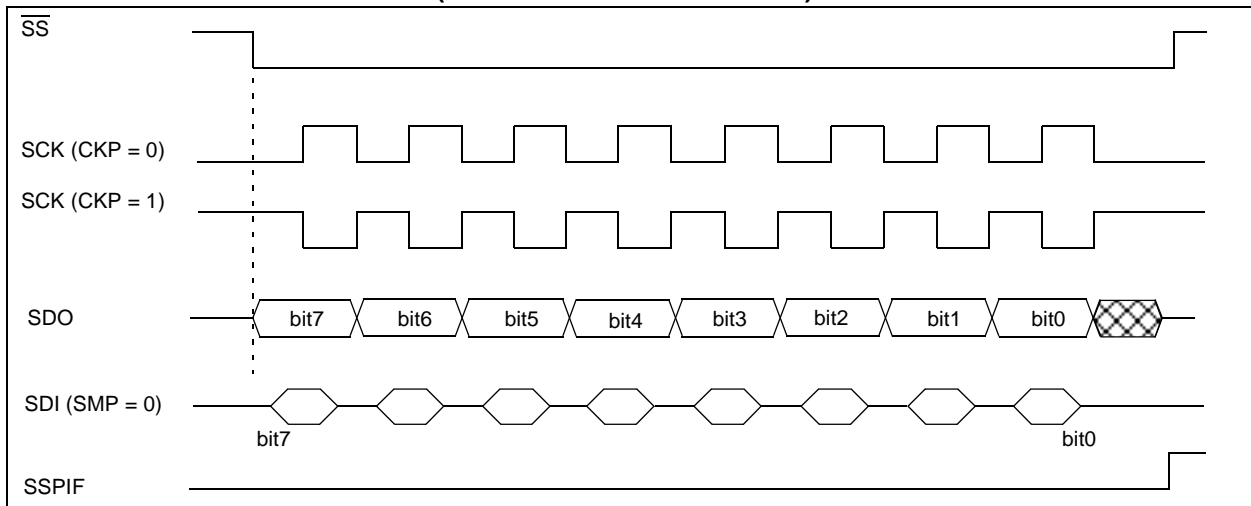 SS
SCK (CKP = 0)
SCK (CKP = 1)
SDO
bit7 bit6 bit5 bit4 bit3 bit2 bit1 bit0
SDI (SMP = 0)
bit7 bit0
SSPIF